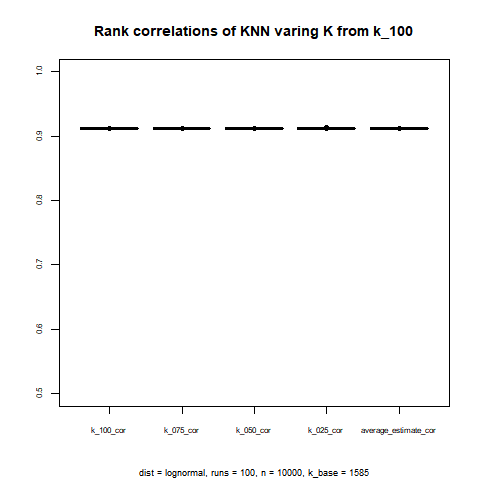 Rank correlations of KNN varing K from k_100
1.0
0.9
0.8
0.7
0.6
0.5
k_100_cor k_075_cor k_050_cor k_025_cor average_estimate_cor
dist = lognormal, runs = 100, n = 10000, k_base = 1585